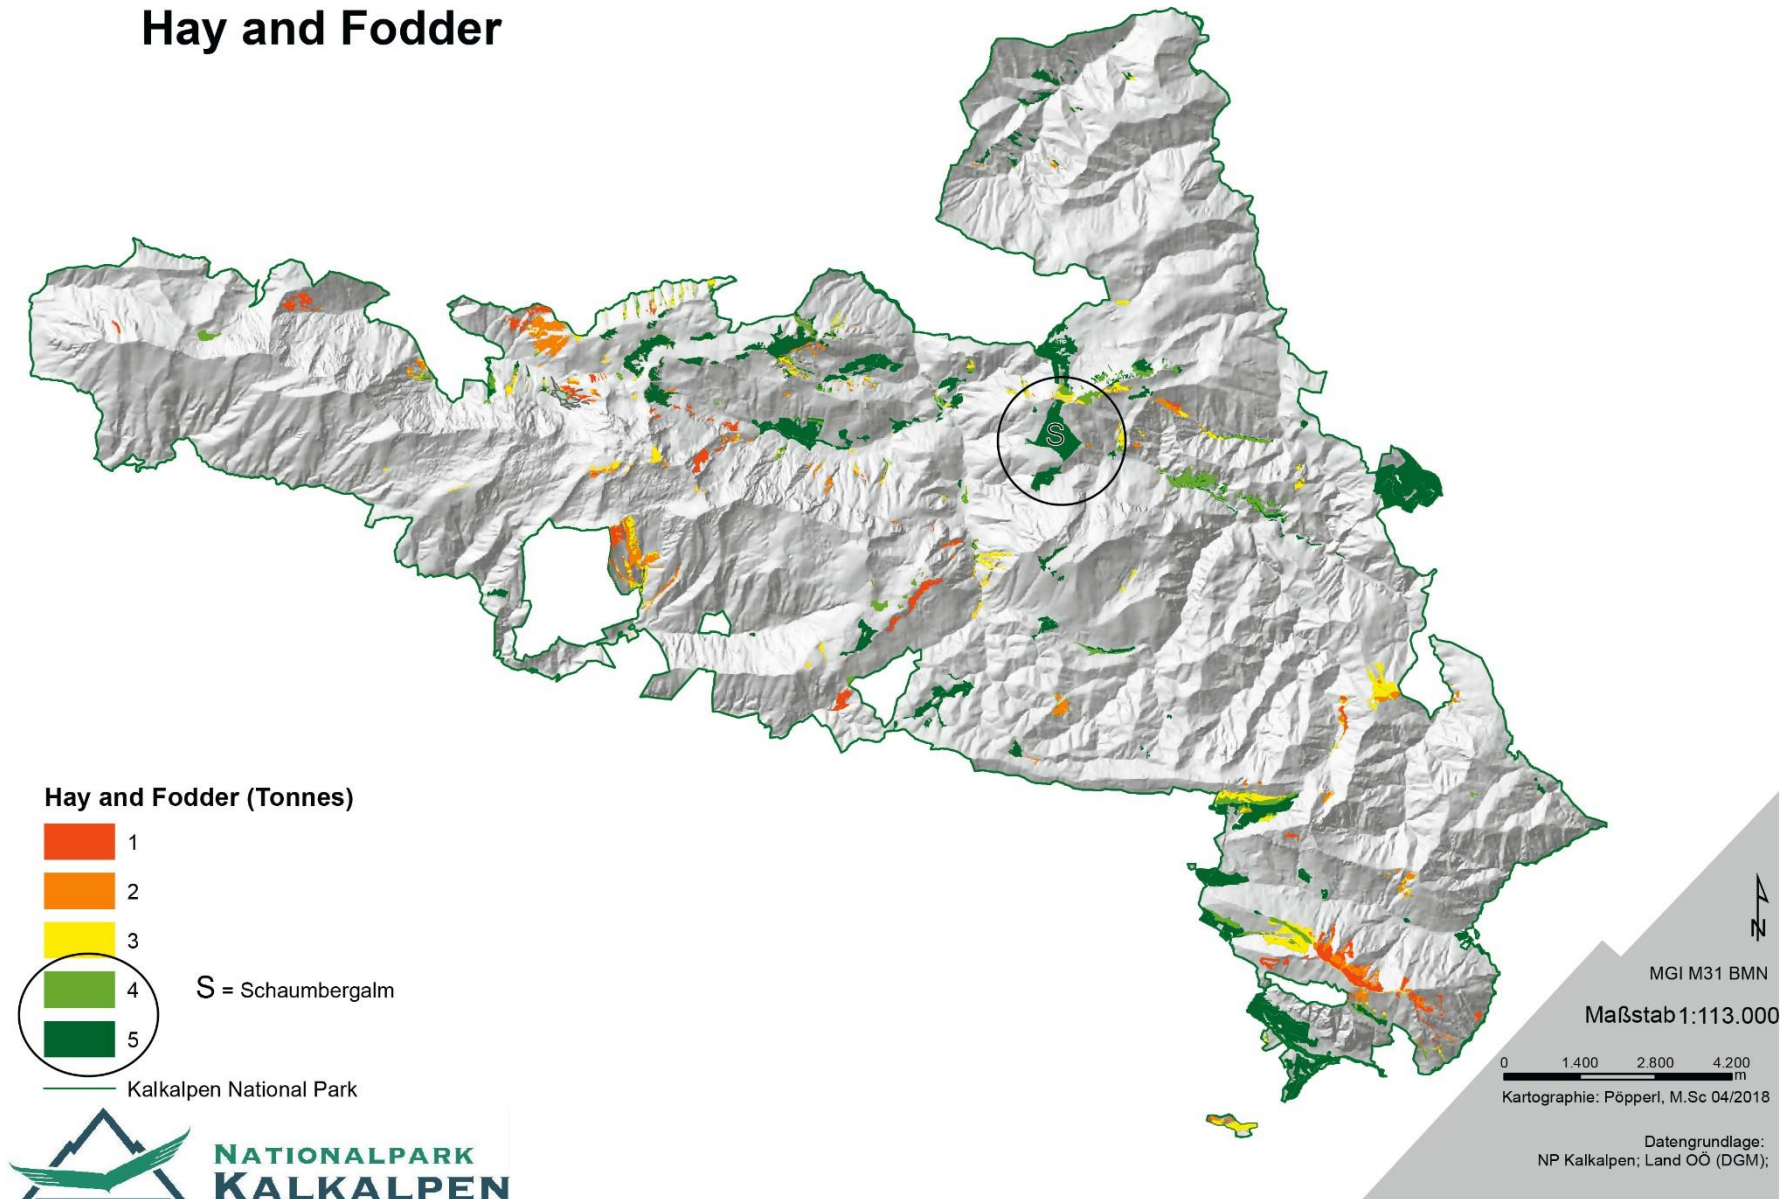 Hay and Fodder
S
Hay and Fodder (Tonnes)
1
2
3
4
S = Schaumbergalm
5
Kalkalpen National Park
NATIONALPARK
KALKALPEN
N
MGI M31 BMN
Maßstab 1:113.000
0 1.400 2.800 4.200
m
Kartographie: Pöpperl, M.Sc 04/2018
Datengrundlage:
NP Kalkalpen; Land OÖ (DGM);